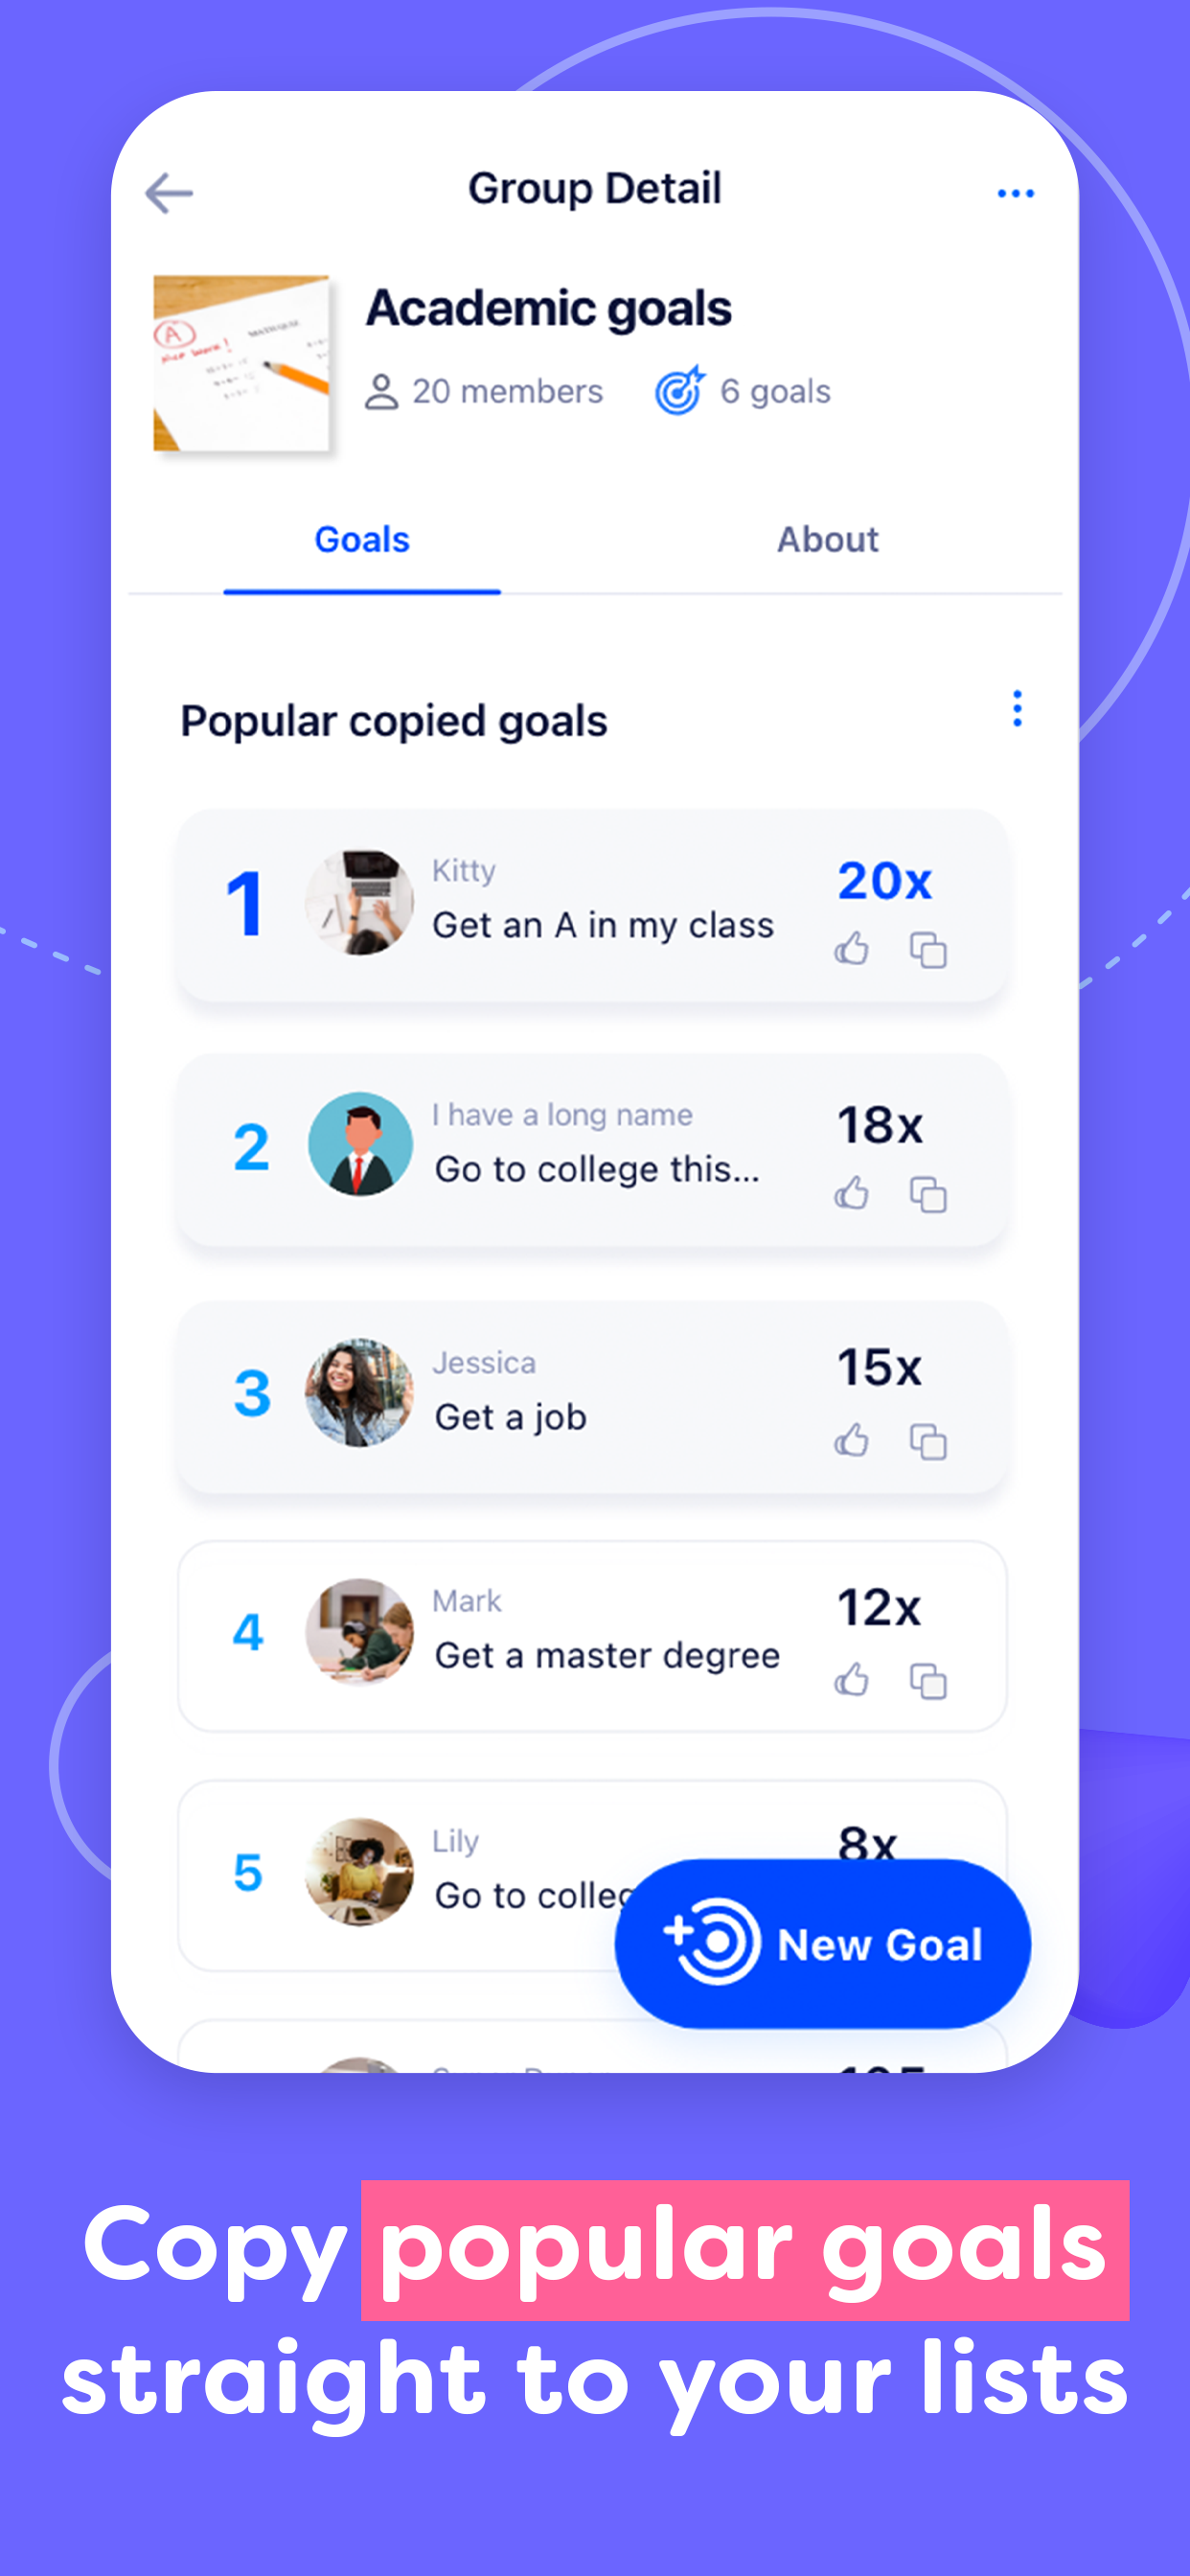 Group Detail
Academic goals
20 members 6 goals
Goals About
Popular copied goals
1 Kitty 20x
Get an A in my class
2 I have a long name 18x
Go to college this...
3 Jessica 15x
Get a job
4 Mark 12x
Get a master degree
5 Lily 8x
Go to
New Goal
Copy popular goals
straight to your lists